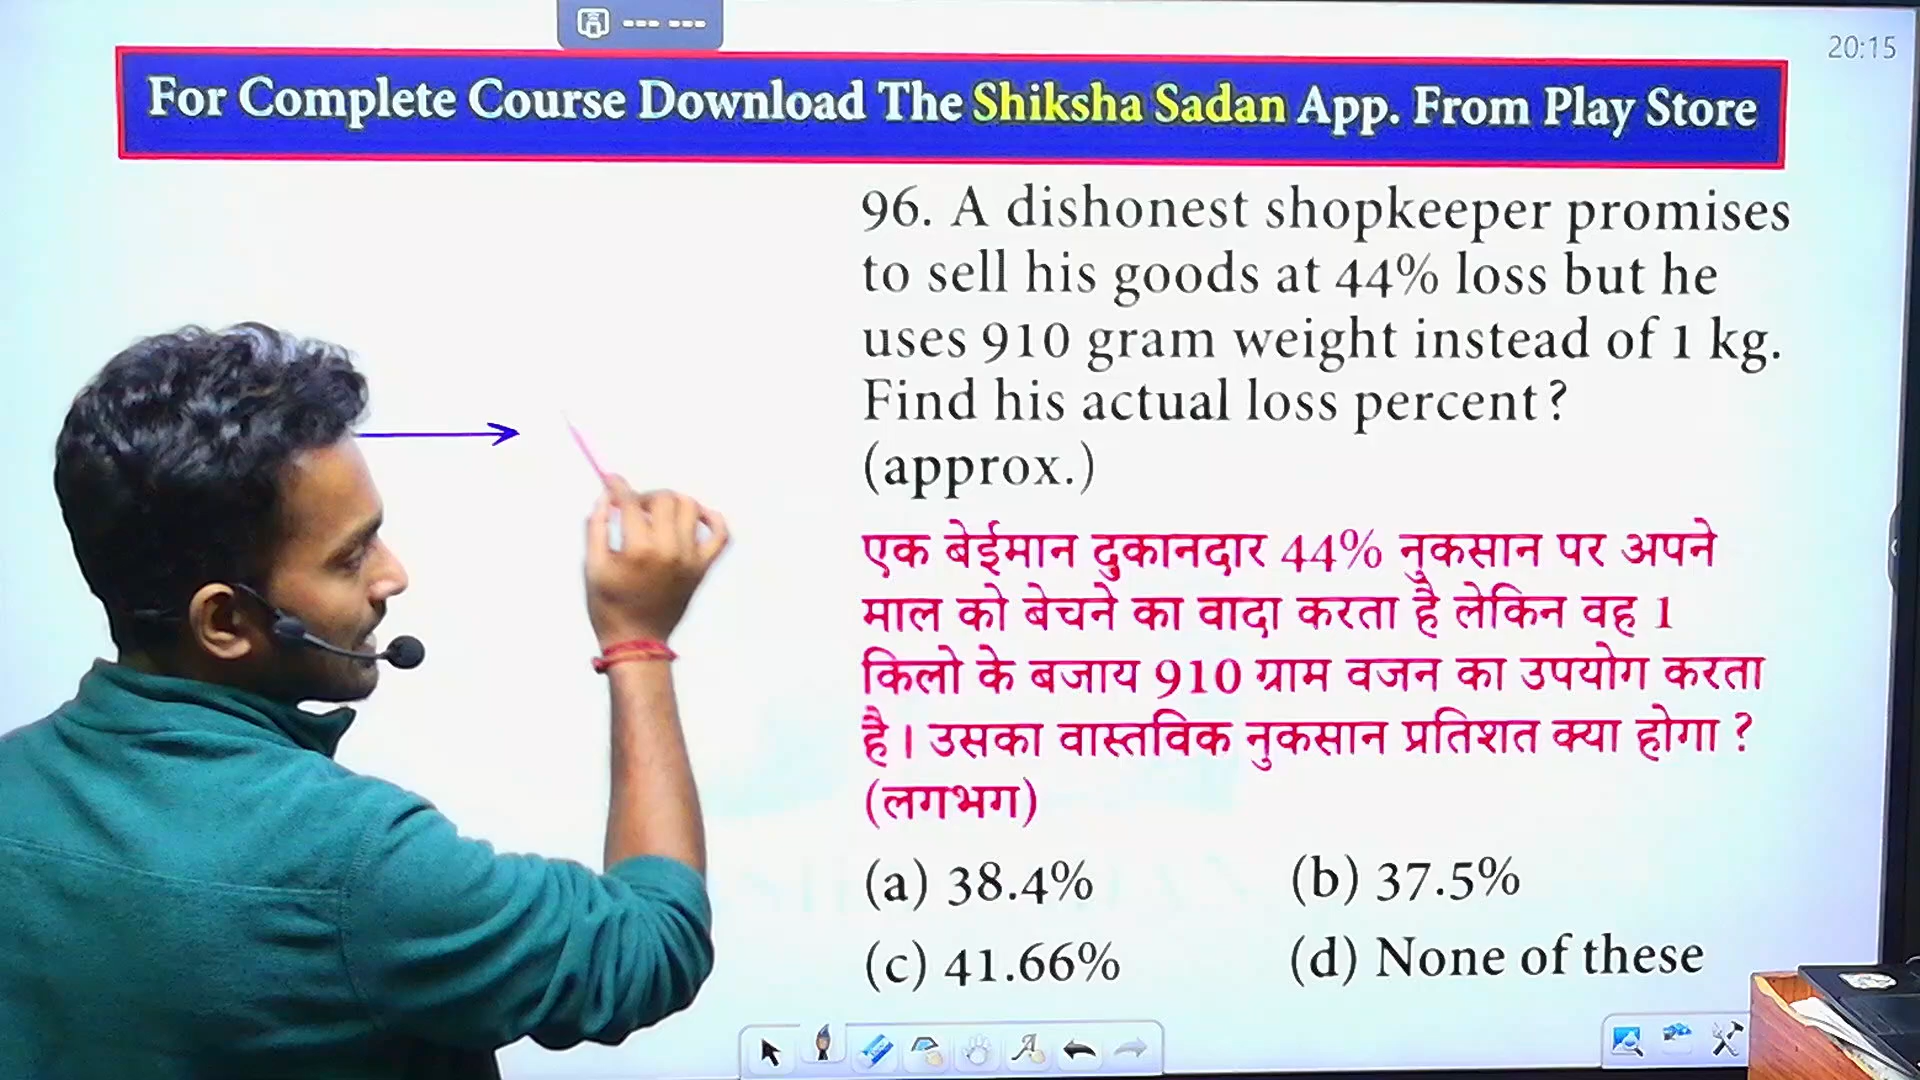 20:15
For Complete Course Download The Shiksha Sadan App. From Play Store
96. A dishonest shopkeeper promises
to sell his goods at 44% loss but he
uses 910 gram weight instead of 1 kg.
Find his actual loss percent?
(approx.)
एक बेईमान दुकानदार 44% नुकसान पर अपने
माल को बेचने का वादा करता है लेकिन वह 1
किलो के बजाय 910 ग्राम वजन का उपयोग करता
है। उसका वास्तविक नुकसान प्रतिशत क्या होगा ?
(लगभग)
(a) 38.4% (b) 37.5%
(c) 41.66% (d) None of these